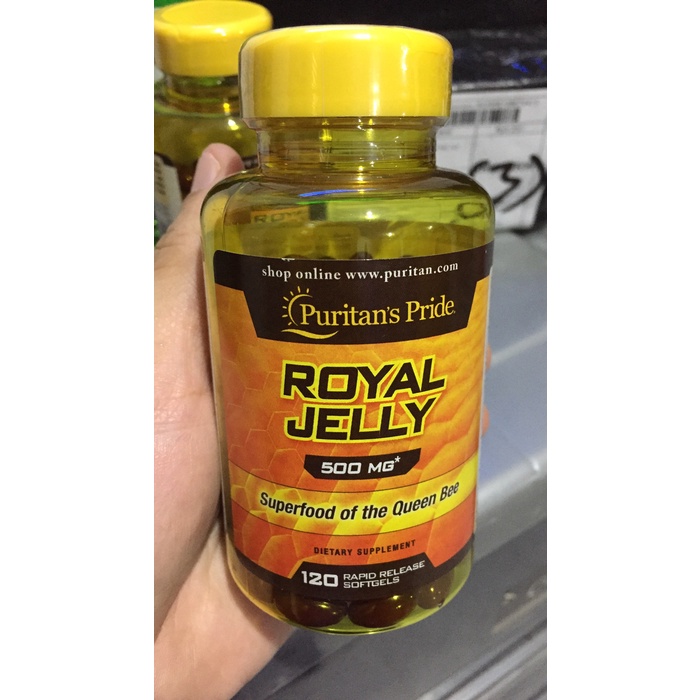 shop online www.puritan.com
Puritan's Pride®
ROYAL
JELLY
500 MG*
Superfood of the Queen Bee
DIETARY SUPPLEMENT
120 RAPID RELEASE
SOFTGELS
(3)